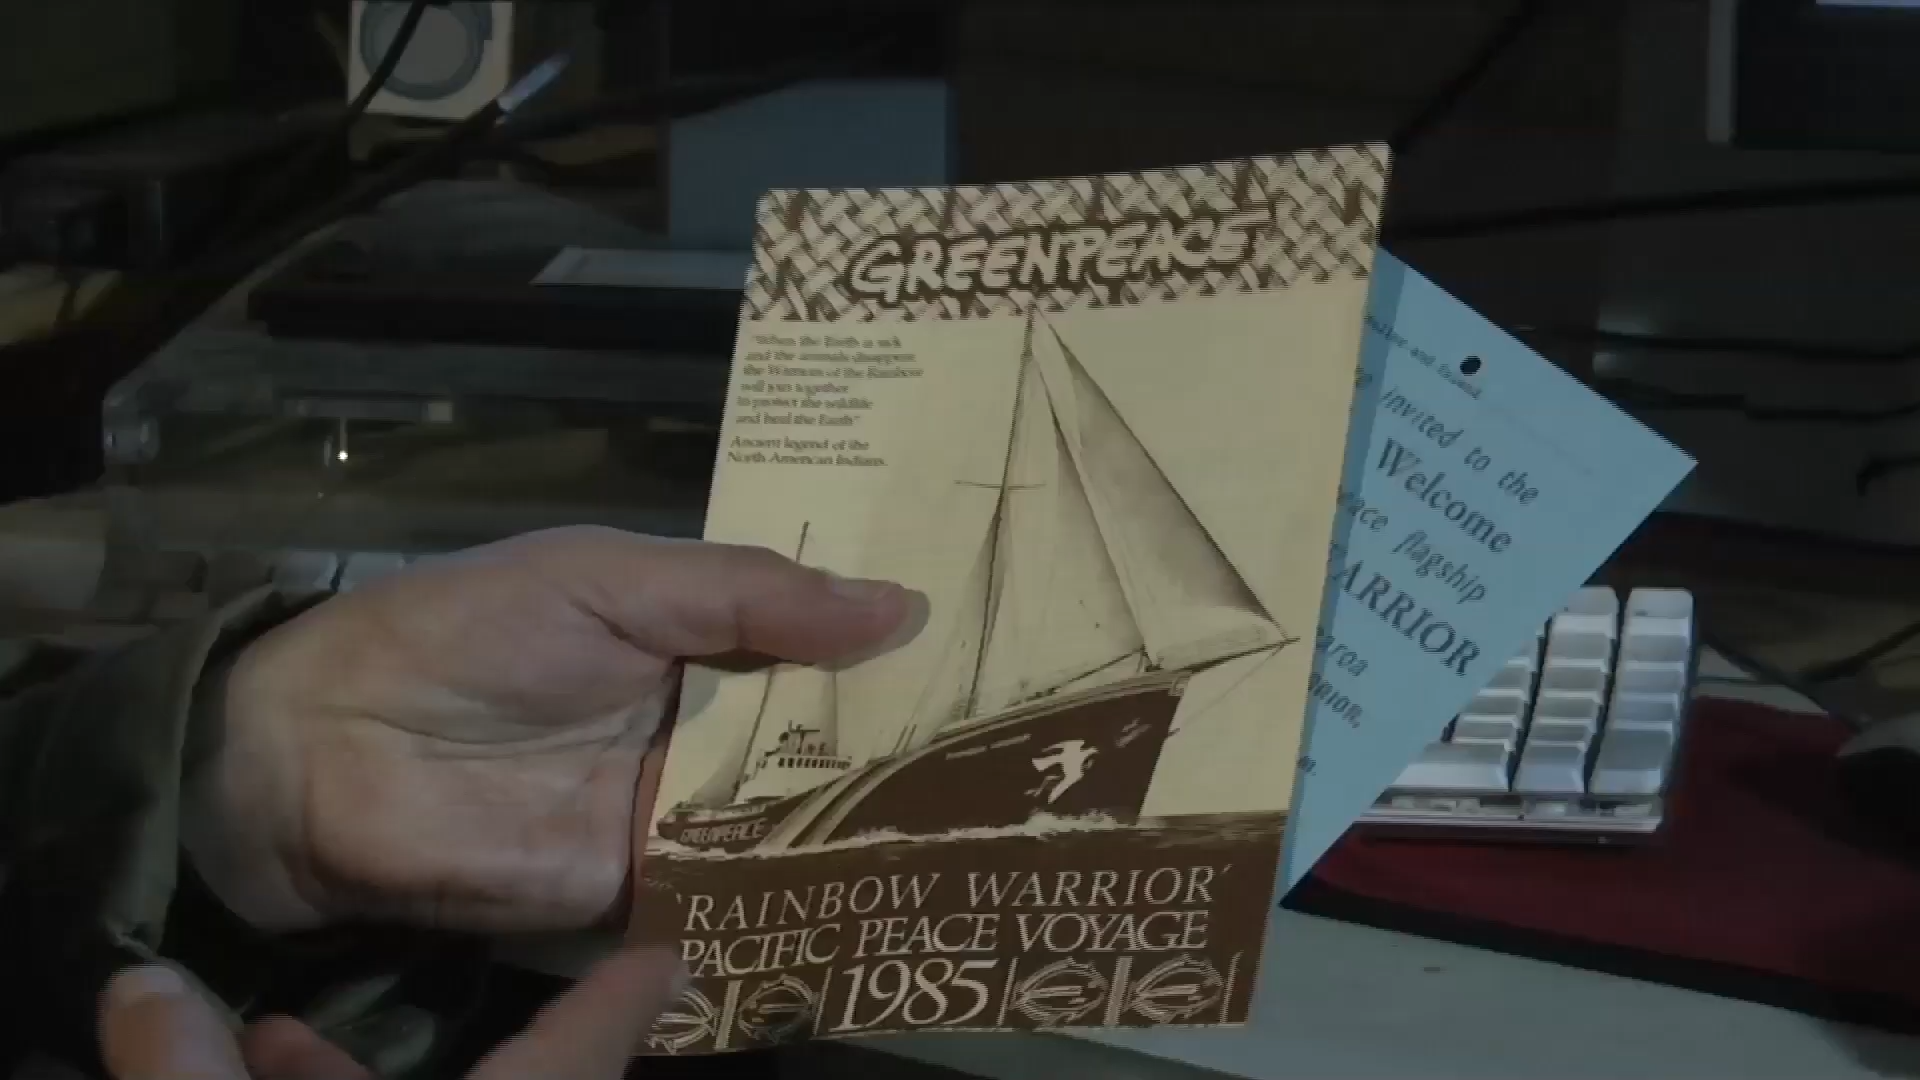 GREENPEACE
"When the Earth is sick
and the animals disappear
the Warriors of the Rainbow
will join together
to protect the wildlife
and heal the Earth"
Ancient legend of the
North American Indians.
GREENPEACE
'RAINBOW WARRIOR'
PACIFIC PEACE VOYAGE
1985
invited to the
Welcome
flagship